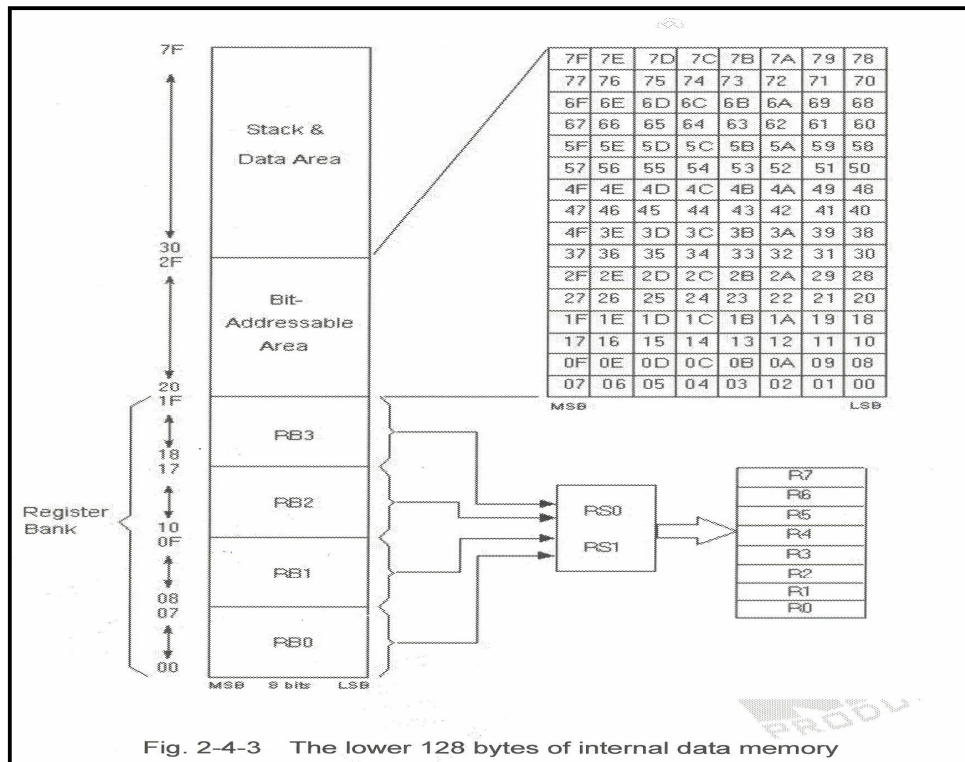 7F
Stack &
Data Area
30
2F
Bit-
Addressable
Area
20
1F
RB3
18
17
RB2
10
0F
RB1
08
07
RB0
00
Register
Bank
MSB 8 bits LSB
7F 7E 7D 7C 7B 7A 79 78
77 76 75 74 73 72 71 70
6F 6E 6D 6C 6B 6A 69 68
67 66 65 64 63 62 61 60
5F 5E 5D 5C 5B 5A 59 58
57 56 55 54 53 52 51 50
4F 4E 4D 4C 4B 4A 49 48
47 46 45 44 43 42 41 40
4F 3E 3D 3C 3B 3A 39 38
37 36 35 34 33 32 31 30
2F 2E 2D 2C 2B 2A 29 28
27 26 25 24 23 22 21 20
1F 1E 1D 1C 1B 1A 19 18
17 16 15 14 13 12 11 10
0F 0E 0D 0C 0B 0A 09 08
07 06 05 04 03 02 01 00
MSB LSB
RS0
RS1
R7
R6
R5
R4
R3
R2
R1
R0
Fig. 2-4-3 The lower 128 bytes of internal data memory